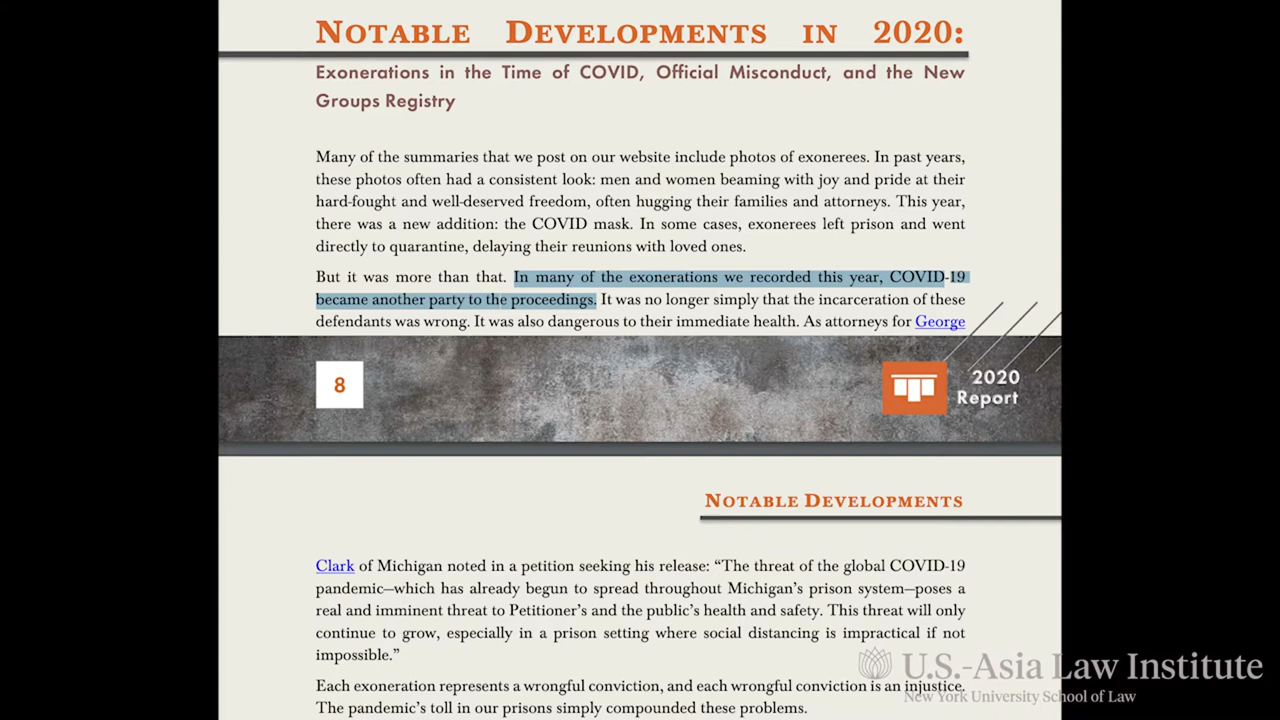 NOTABLE DEVELOPMENTS IN 2020:
Exonerations in the Time of COVID, Official Misconduct, and the New
Groups Registry
Many of the summaries that we post on our website include photos of exonerees. In past years,
these photos often had a consistent look: men and women beaming with joy and pride at their
hard-fought and well-deserved freedom, often hugging their families and attorneys. This year,
there was a new addition: the COVID mask. In some cases, exonerees left prison and went
directly to quarantine, delaying their reunions with loved ones.
But it was more than that. In many of the exonerations we recorded this year, COVID-19
became another party to the proceedings. It was no longer simply that the incarceration of these
defendants was wrong. It was also dangerous to their immediate health. As attorneys for George
8
2020
Report
NOTABLE DEVELOPMENTS
Clark of Michigan noted in a petition seeking his release: “The threat of the global COVID-19
pandemic—which has already begun to spread throughout Michigan’s prison system—poses a
real and imminent threat to Petitioner’s and the public’s health and safety. This threat will only
continue to grow, especially in a prison setting where social distancing is impractical if not
impossible.”
Each exoneration represents a wrongful conviction, and each wrongful conviction is an injustice.
The pandemic’s toll in our prisons simply compounded these problems.
U.S.-Asia Law Institute
New York University School of Law